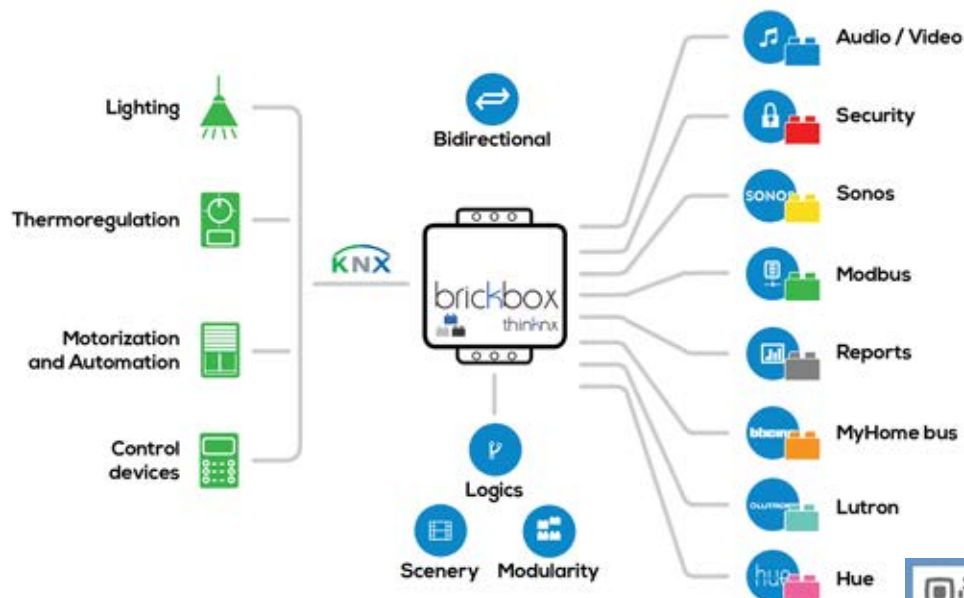 Lighting
Thermoregulation
Motorization
and Automation
Control
devices
KNX
Bidirectional
brickbox
thinknx
Logics
Scenery
Modularity
Audio / Video
Security
SONOS
Sonos
Modbus
Reports
MyHome bus
LUTRON
Lutron
hue
Hue